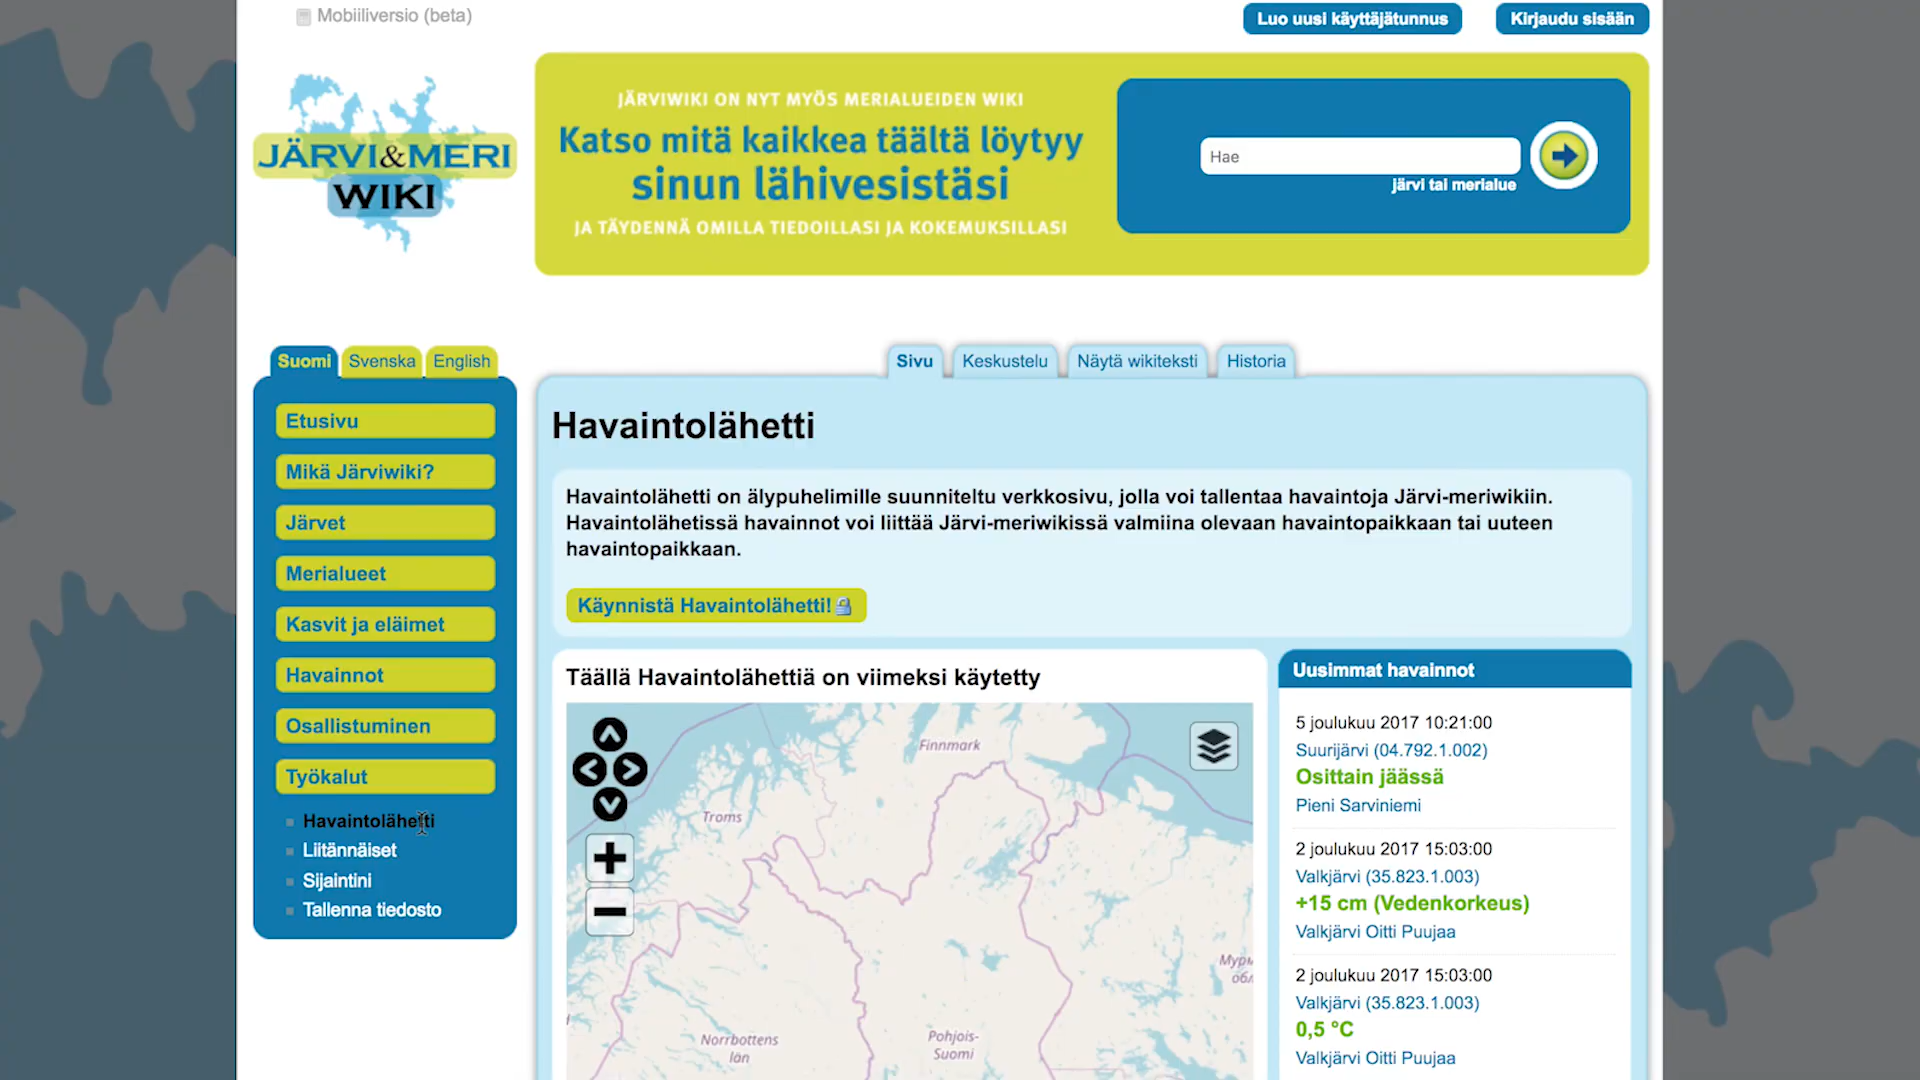 Mobiiliversio (beta)
Luo uusi käyttäjätunnus
Kirjaudu sisään
JÄRVI&MERI
WIKI
JÄRVIWIKI ON NYT MYÖS MERIALUEIDEN WIKI
Katso mitä kaikkea täältä löytyy
sinun lähivesistäsi
JA TÄYDENNÄ OMILLA TIEDOILLASI JA KOKEMUKSILLASI
Hae
järvi tai merialue
Suomi
Svenska
English
Etusivu
Mikä Järviwiki?
Järvet
Merialueet
Kasvit ja eläimet
Havainnot
Osallistuminen
Työkalut
Havaintolähetti
Liitännäiset
Sijaintini
Tallenna tiedosto
Sivu
Keskustelu
Näytä wikiteksti
Historia
Havaintolähetti
Havaintolähetti on älypuhelimille suunniteltu verkkosivu, jolla voi tallentaa havaintoja Järvi-meriwikiin.
Havaintolähetissä havainnot voi liittää Järvi-meriwikissä valmiina olevaan havaintopaikkaan tai uuteen
havaintopaikkaan.
Käynnistä Havaintolähetti!
Täällä Havaintolähettiä on viimeksi käytetty
Finnmark
Troms
Norrbottens
län
Pohjois-
Suomi
Uusimmat havainnot
5 joulukuu 2017 10:21:00
Suurijärvi (04.792.1.002)
Osittain jäässä
Pieni Sarviniemi
2 joulukuu 2017 15:03:00
Valkjärvi (35.823.1.003)
+15 cm (Vedenkorkeus)
Valkjärvi Oitti Puujaa
2 joulukuu 2017 15:03:00
Valkjärvi (35.823.1.003)
0,5 °C
Valkjärvi Oitti Puujaa